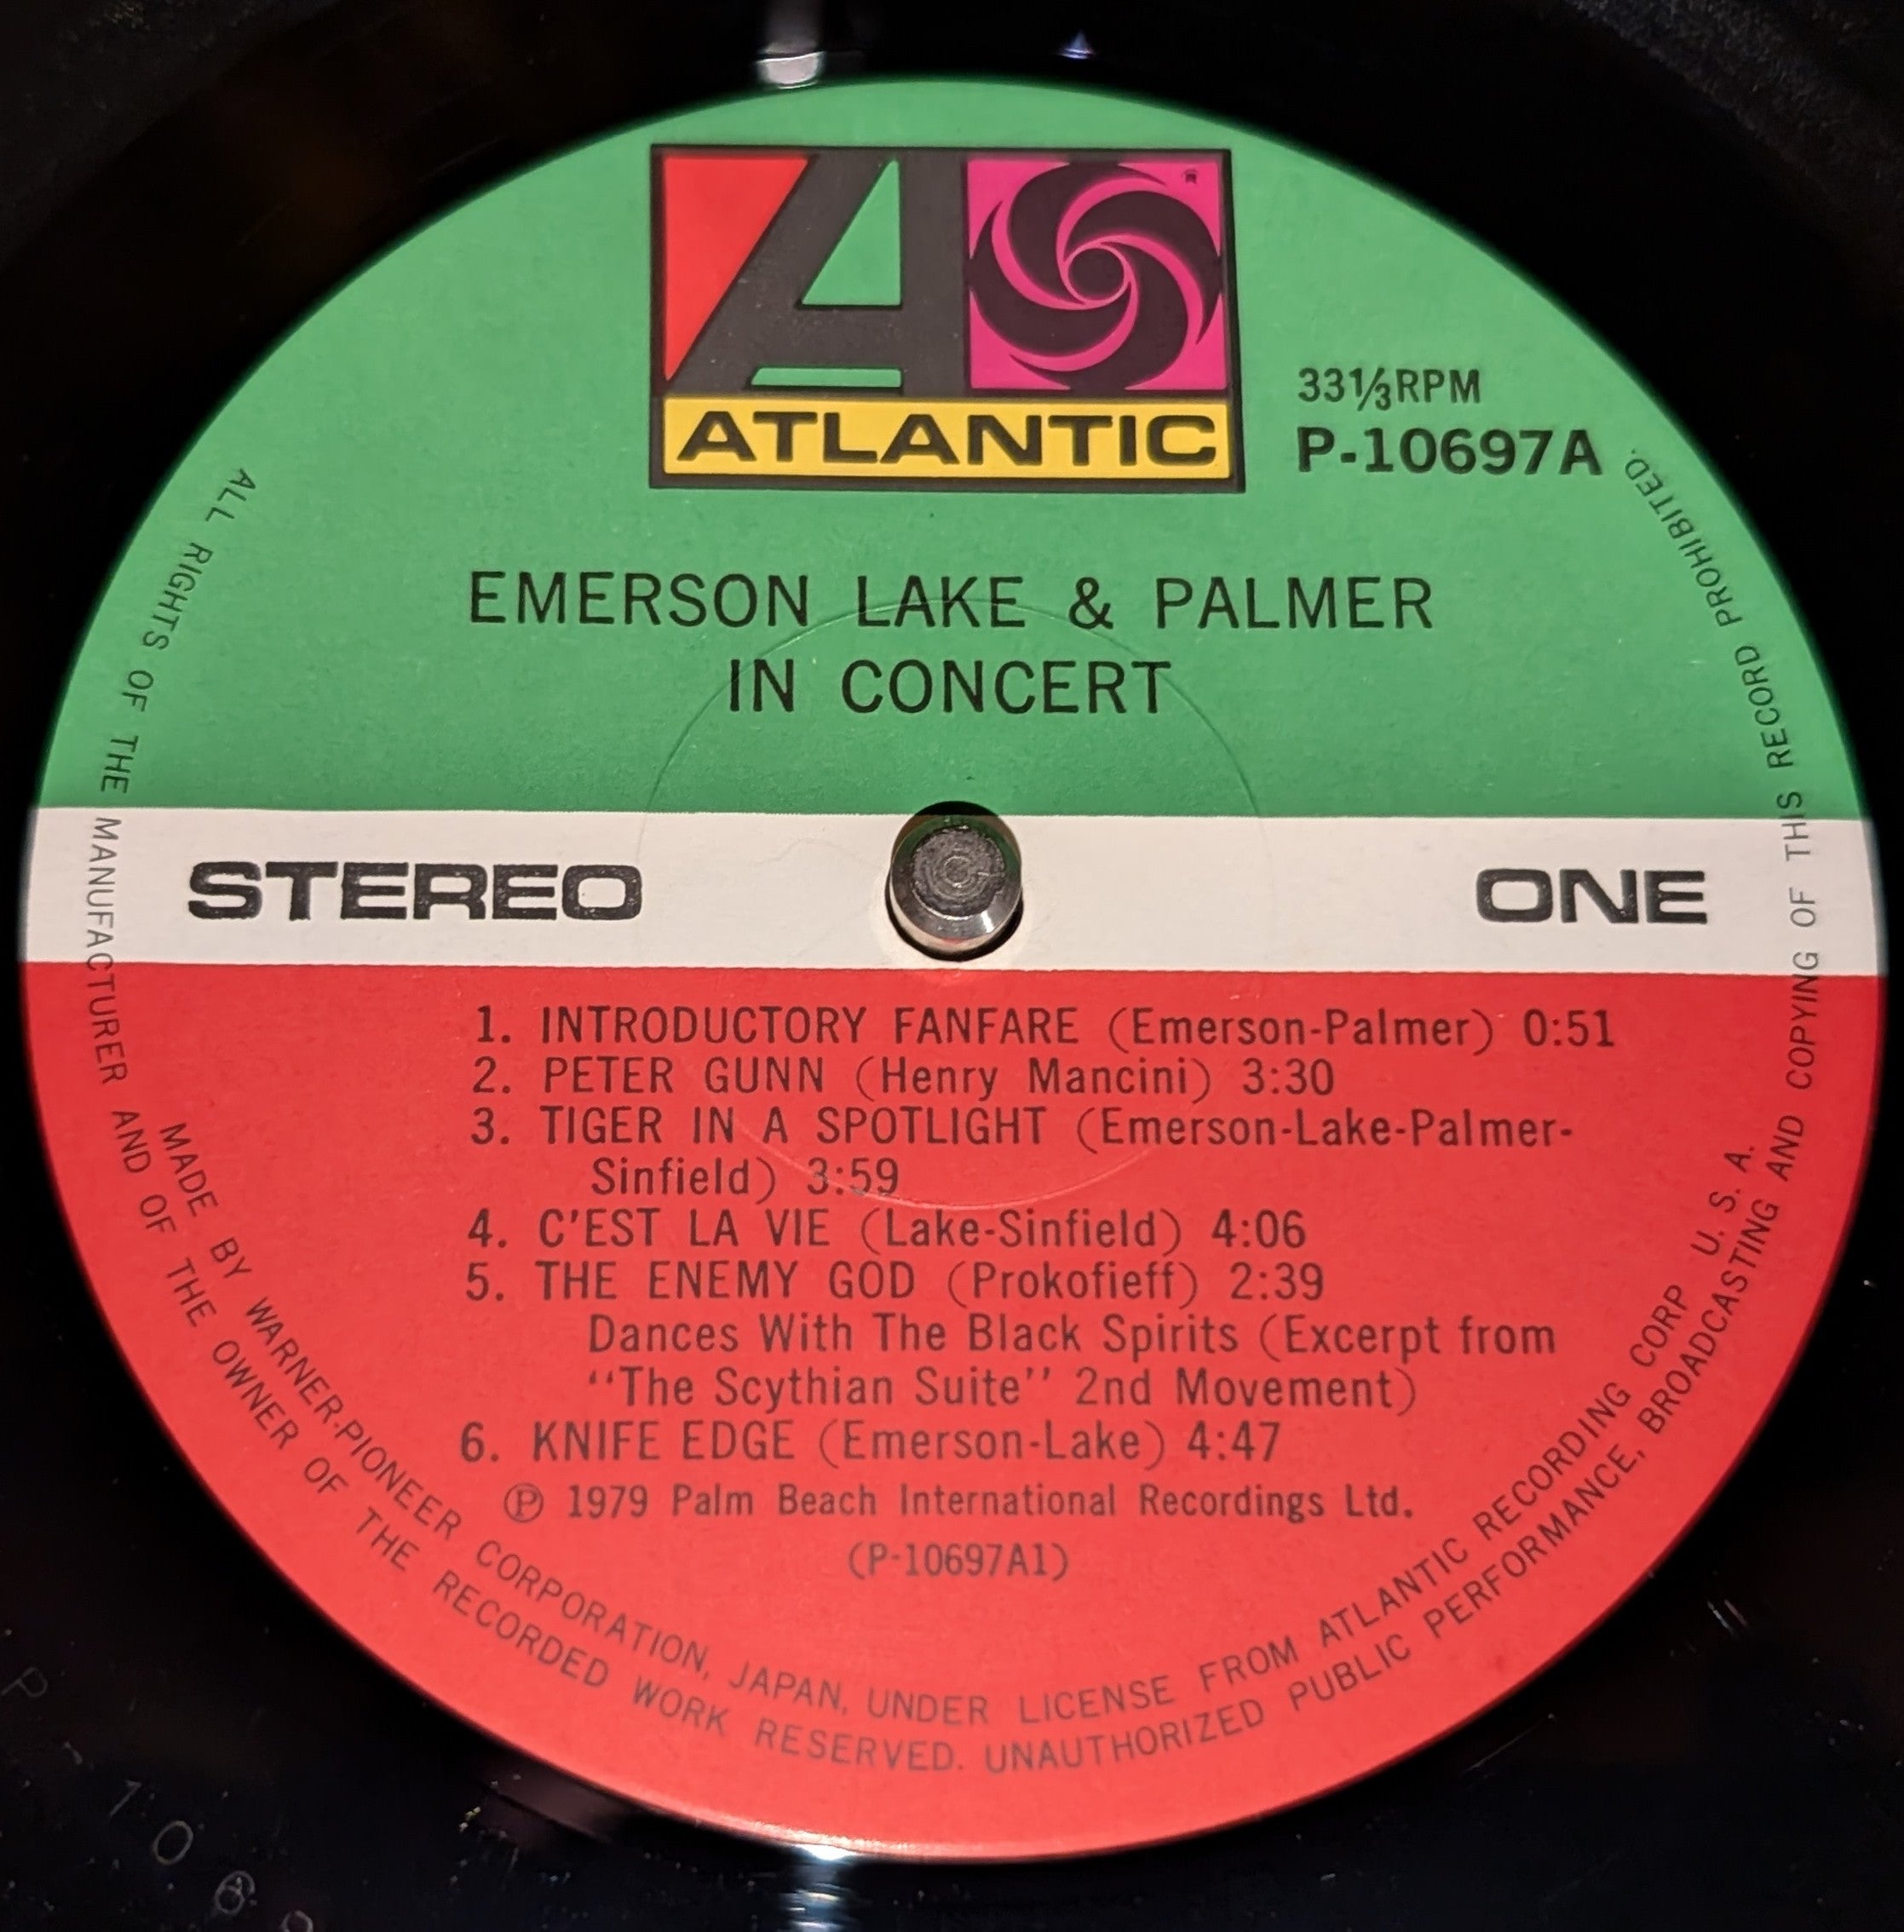 ATLANTIC
33⅓RPM
P-10697A
EMERSON LAKE & PALMER
IN CONCERT
STEREO
ONE
1. INTRODUCTORY FANFARE (Emerson-Palmer) 0:51
2. PETER GUNN (Henry Mancini) 3:30
3. TIGER IN A SPOTLIGHT (Emerson-Lake-Palmer-
Sinfield) 3:59
4. C'EST LA VIE (Lake-Sinfield) 4:06
5. THE ENEMY GOD (Prokofieff) 2:39
Dances With The Black Spirits (Excerpt from
“The Scythian Suite” 2nd Movement)
6. KNIFE EDGE (Emerson-Lake) 4:47
Ⓟ 1979 Palm Beach International Recordings Ltd.
(P-10697A1)
MADE BY WARNER-PIONEER CORPORATION, JAPAN, UNDER LICENSE FROM ATLANTIC RECORDING CORP U. S. A.
ALL RIGHTS OF THE MANUFACTURER AND OF THE OWNER OF THE RECORDED WORK RESERVED. UNAUTHORIZED PUBLIC PERFORMANCE, BROADCASTING AND COPYING OF THIS RECORD PROHIBITED.